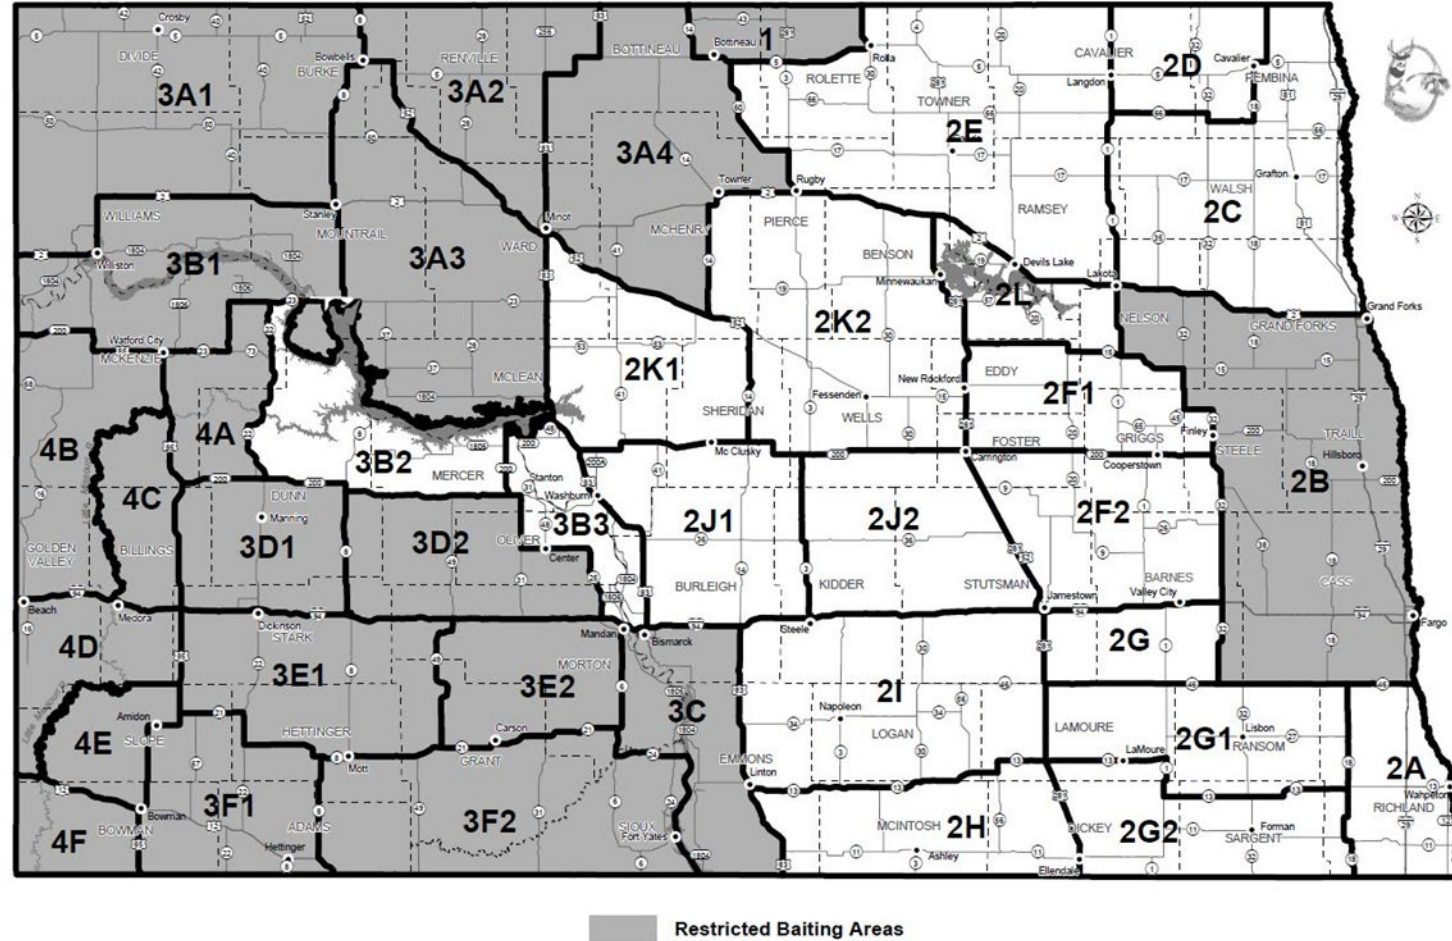 Crosby
DIVIDE
3A1
Bowbells
BURKE
RENVILLE
3A2
BOTTINEAU
Bottineau
1
Rolla
ROLETTE
TOWNER
2E
CAVALIER
Langdon
2D
Cavalier
PEMBINA
3A4
Towner
Rugby
PIERCE
RAMSEY
WALSH
2C
Grafton
WILLIAMS
Stanley
MOUNTRAIL
Minot
WARD
MCHENRY
3A3
Williston
3B1
BENSON
Minnewaukan
Devils Lake
2L
Lakota
NELSON
GRAND FORKS
Grand Forks
Watford City
MCKENZIE
MCLEAN
2K1
2K2
SHERIDAN
Fessenden
WELLS
New Rockford
EDDY
2F1
FOSTER
GRIGGS
Finley
STEELE
TRAILL
Hillsboro
4B
4A
4C
3B2
MERCER
Mc Clusky
Carrington
Cooperstown
2B
Stanton
Washburn
DUNN
Manning
3D1
3D2
OLIVER
3B3
Center
2J1
2J2
2F2
GOLDEN
VALLEY
BILLINGS
BURLEIGH
KIDDER
STUTSMAN
BARNES
Valley City
CASS
Beach
Medora
Dickinson
STARK
Mandan
Bismarck
Steele
Jamestown
Fargo
4D
3E1
MORTON
3E2
3C
2I
2G
Napoleon
LOGAN
LAMOURE
LaMoure
2G1
Lisbon
RANSOM
Little Missouri
Amidon
SLOPE
4E
HETTINGER
Mott
Carson
GRANT
EMMONS
Linton
2A
Wahpeton
RICHLAND
Bowman
BOWMAN
4F
3F1
ADAMS
Hettinger
3F2
SIOUX
Fort Yates
MCINTOSH
2H
Ashley
DICKEY
Ellendale
2G2
Forman
SARGENT
N
W
E
S
Restricted Baiting Areas